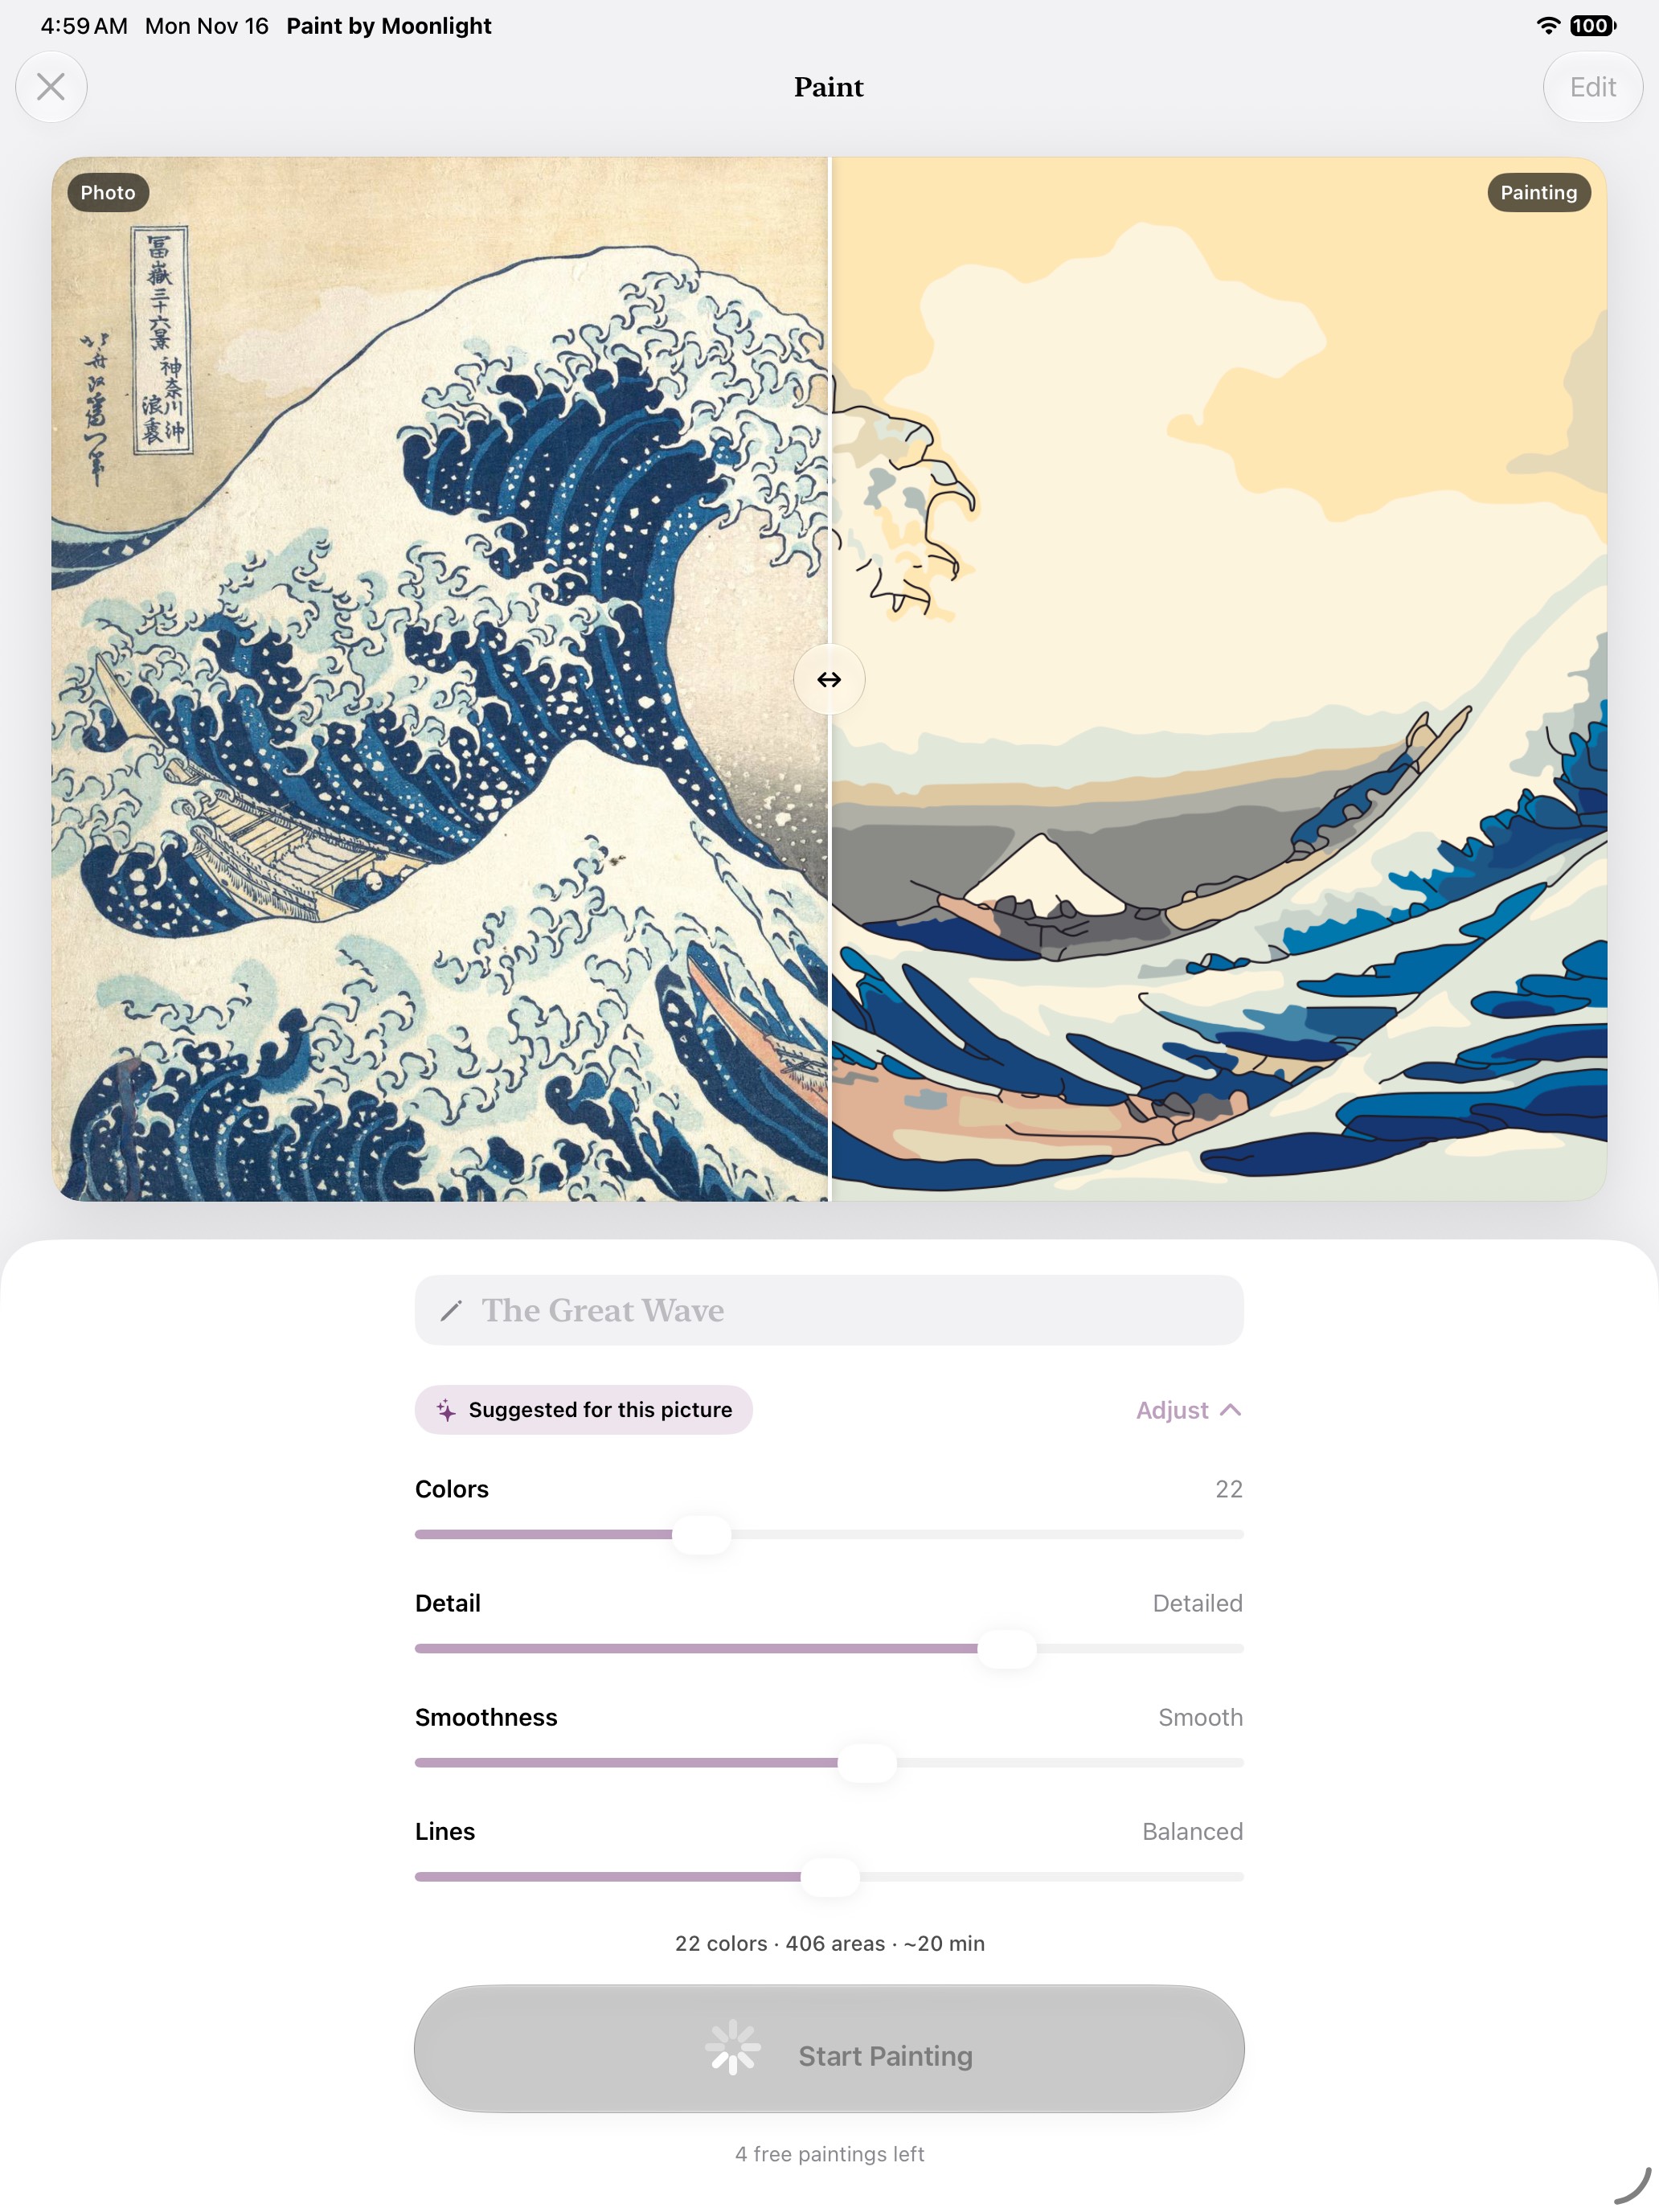 4:59 AM Mon Nov 16 Paint by Moonlight
100
Paint
Edit
Photo
Painting
冨嶽三十六景
神奈川沖
浪裏
The Great Wave
Suggested for this picture
Adjust
Colors
22
Detail
Detailed
Smoothness
Smooth
Lines
Balanced
22 colors · 406 areas · ~20 min
Start Painting
4 free paintings left